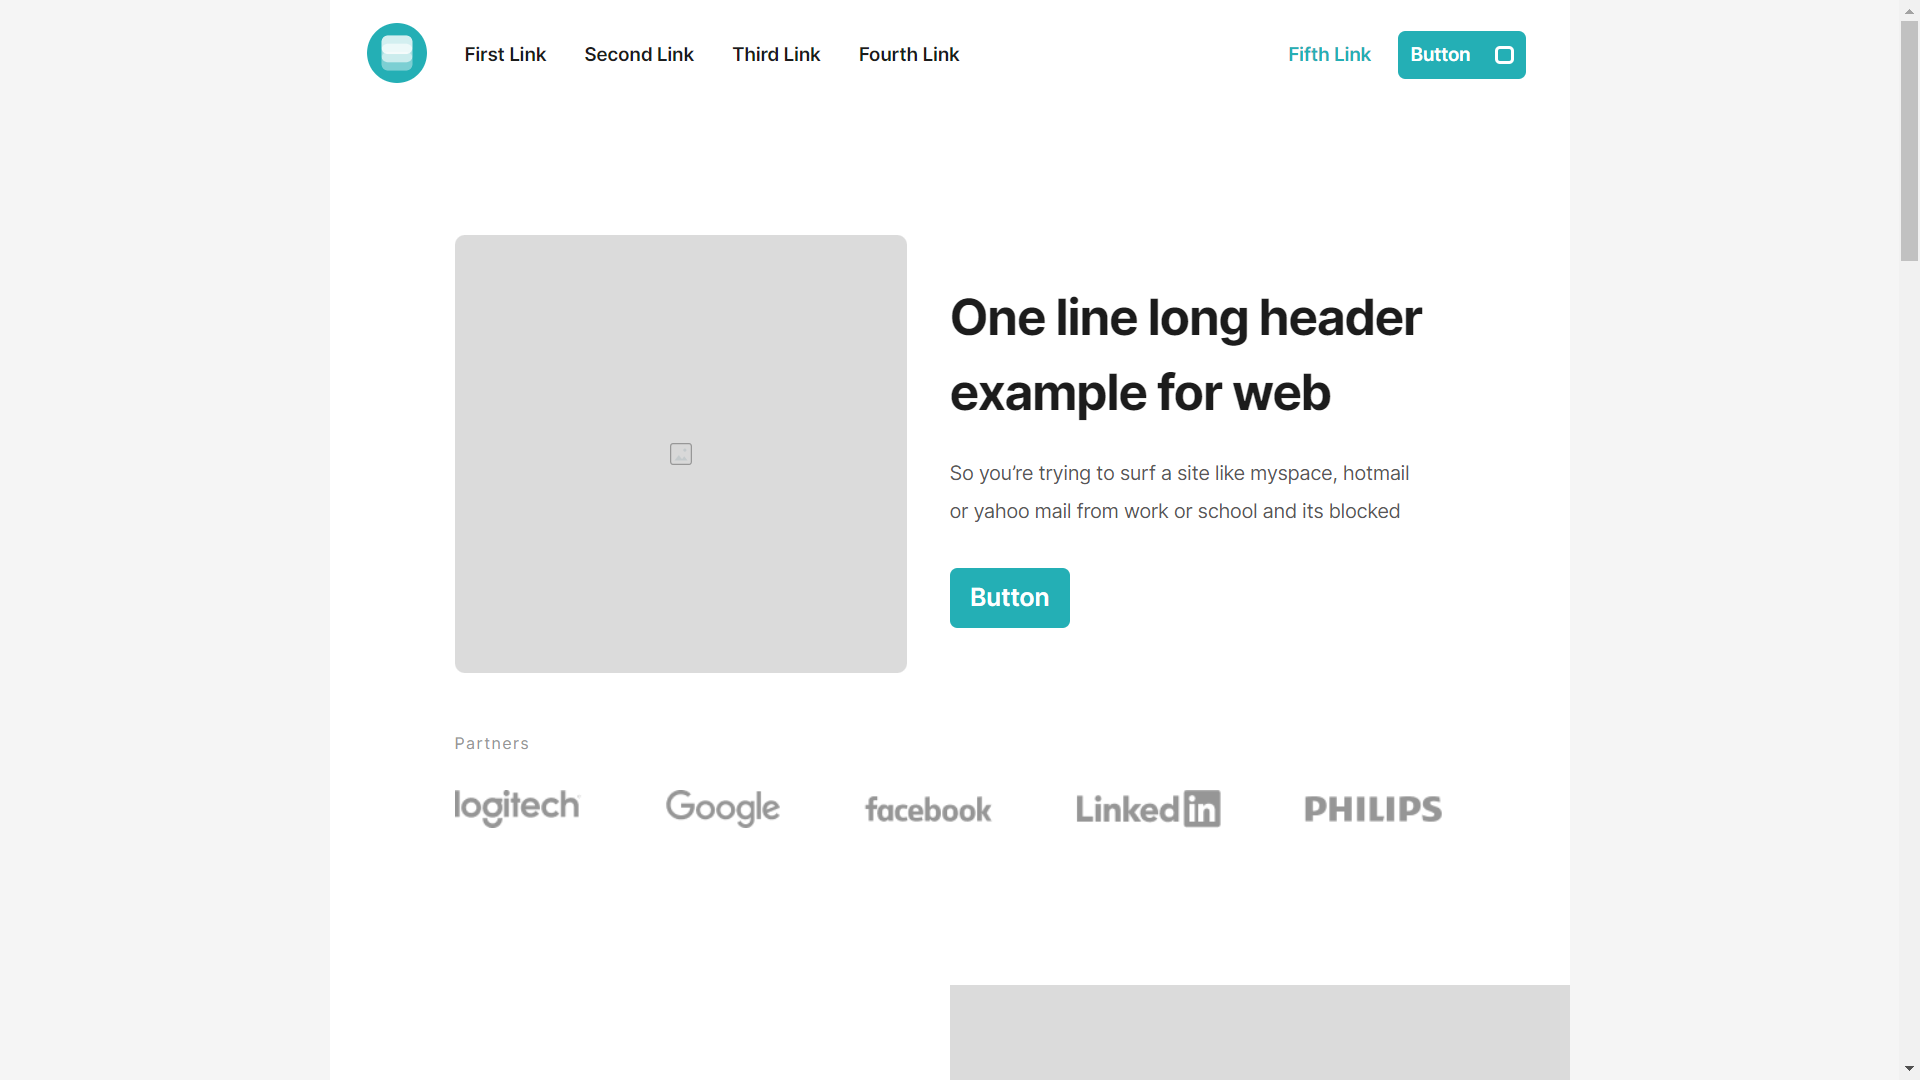 First Link
Second Link
Third Link
Fourth Link
Fifth Link
Button
One line long header
example for web
So you’re trying to surf a site like myspace, hotmail
or yahoo mail from work or school and its blocked
Button
Partners
logitech
Google
facebook
Linked in
PHILIPS